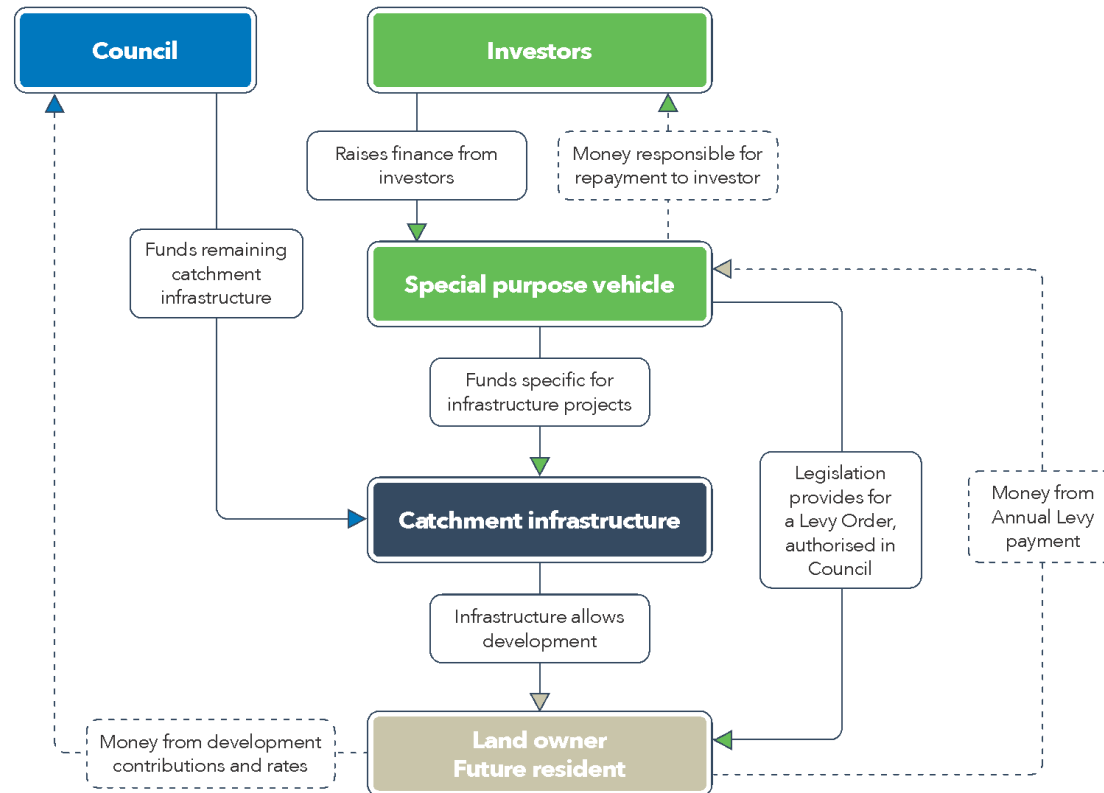 Council
Investors
Raises finance from
investors
Money responsible for
repayment to investor
Funds remaining
catchment
infrastructure
Special purpose vehicle
Funds specific for
infrastructure projects
Legislation
provides for
a Levy Order,
authorised in
Council
Money from
Annual Levy
payment
Catchment infrastructure
Infrastructure allows
development
Money from development
contributions and rates
Land owner
Future resident